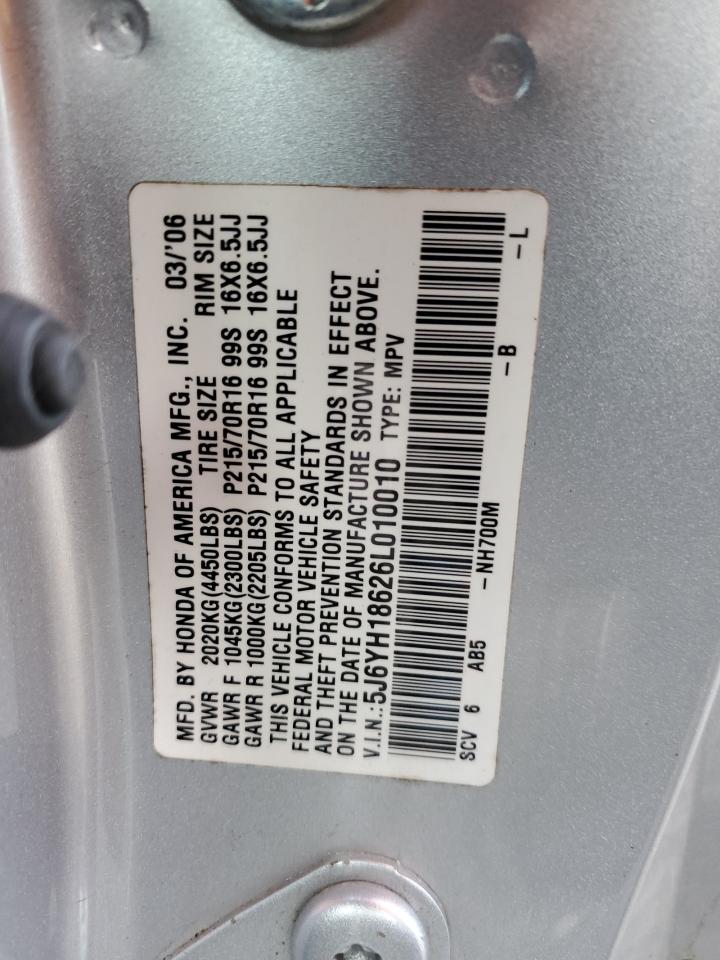 MFD. BY HONDA OF AMERICA MFG., INC. 03/'06
GVWR 2020KG(4450LBS) TIRE SIZE RIM SIZE
GAWR F 1045KG(2300LBS) P215/70R16 99S 16X6.5JJ
GAWR R 1000KG(2205LBS) P215/70R16 99S 16X6.5JJ
THIS VEHICLE CONFORMS TO ALL APPLICABLE
FEDERAL MOTOR VEHICLE SAFETY
AND THEFT PREVENTION STANDARDS IN EFFECT
ON THE DATE OF MANUFACTURE SHOWN ABOVE.
V.I.N.:5J6YH18626L010010 TYPE: MPV
SCV 6 AB5 -NH700M -B -L